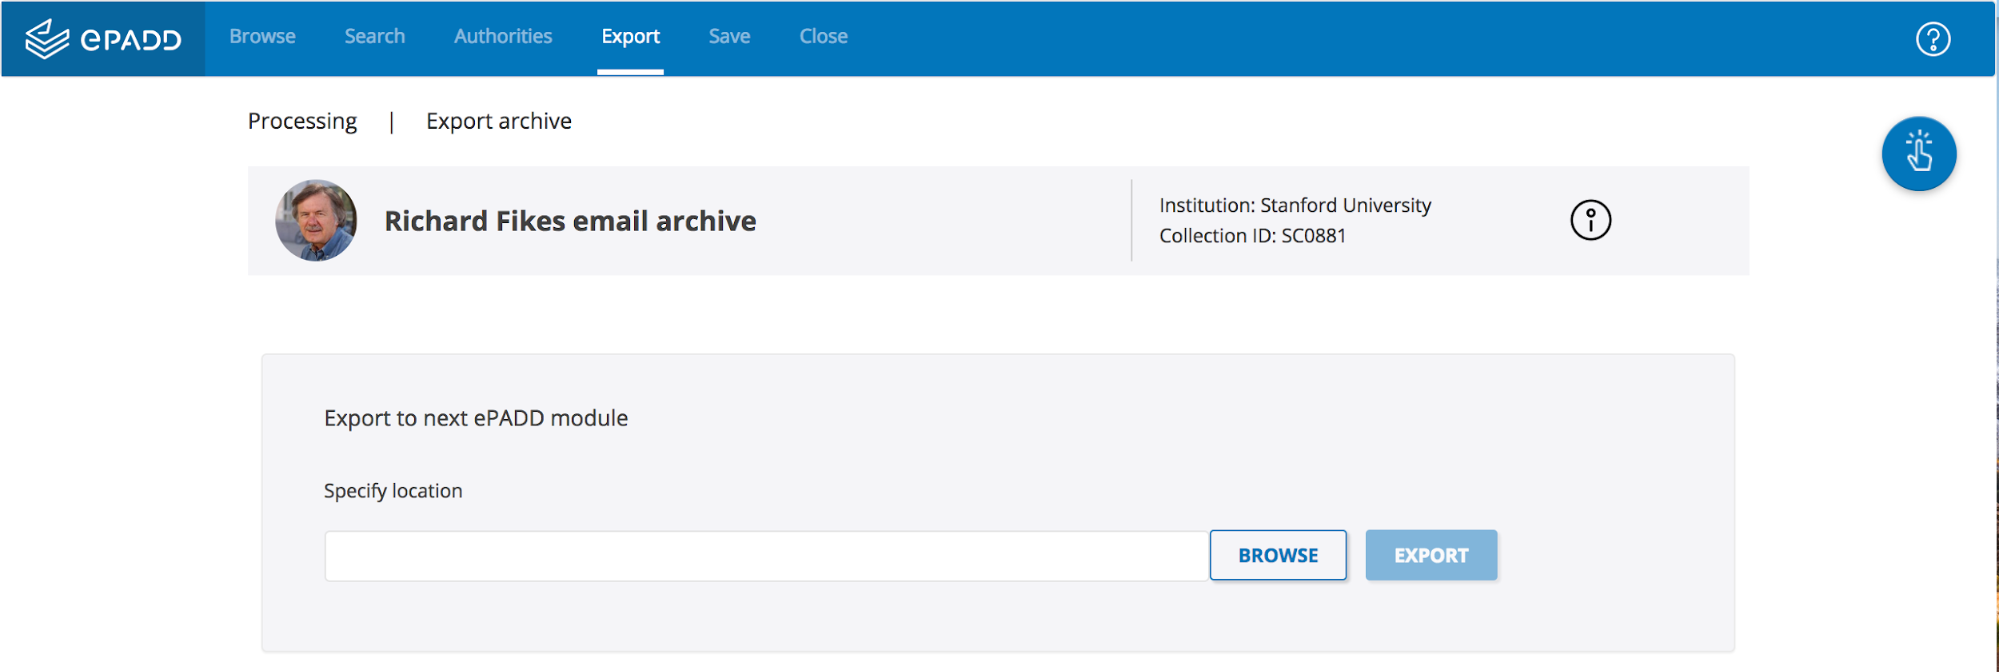 ePADD Browse Search Authorities Export Save Close ?
Processing | Export archive
Richard Fikes email archive
Institution: Stanford University
Collection ID: SC0881
Export to next ePADD module
Specify location
BROWSE EXPORT